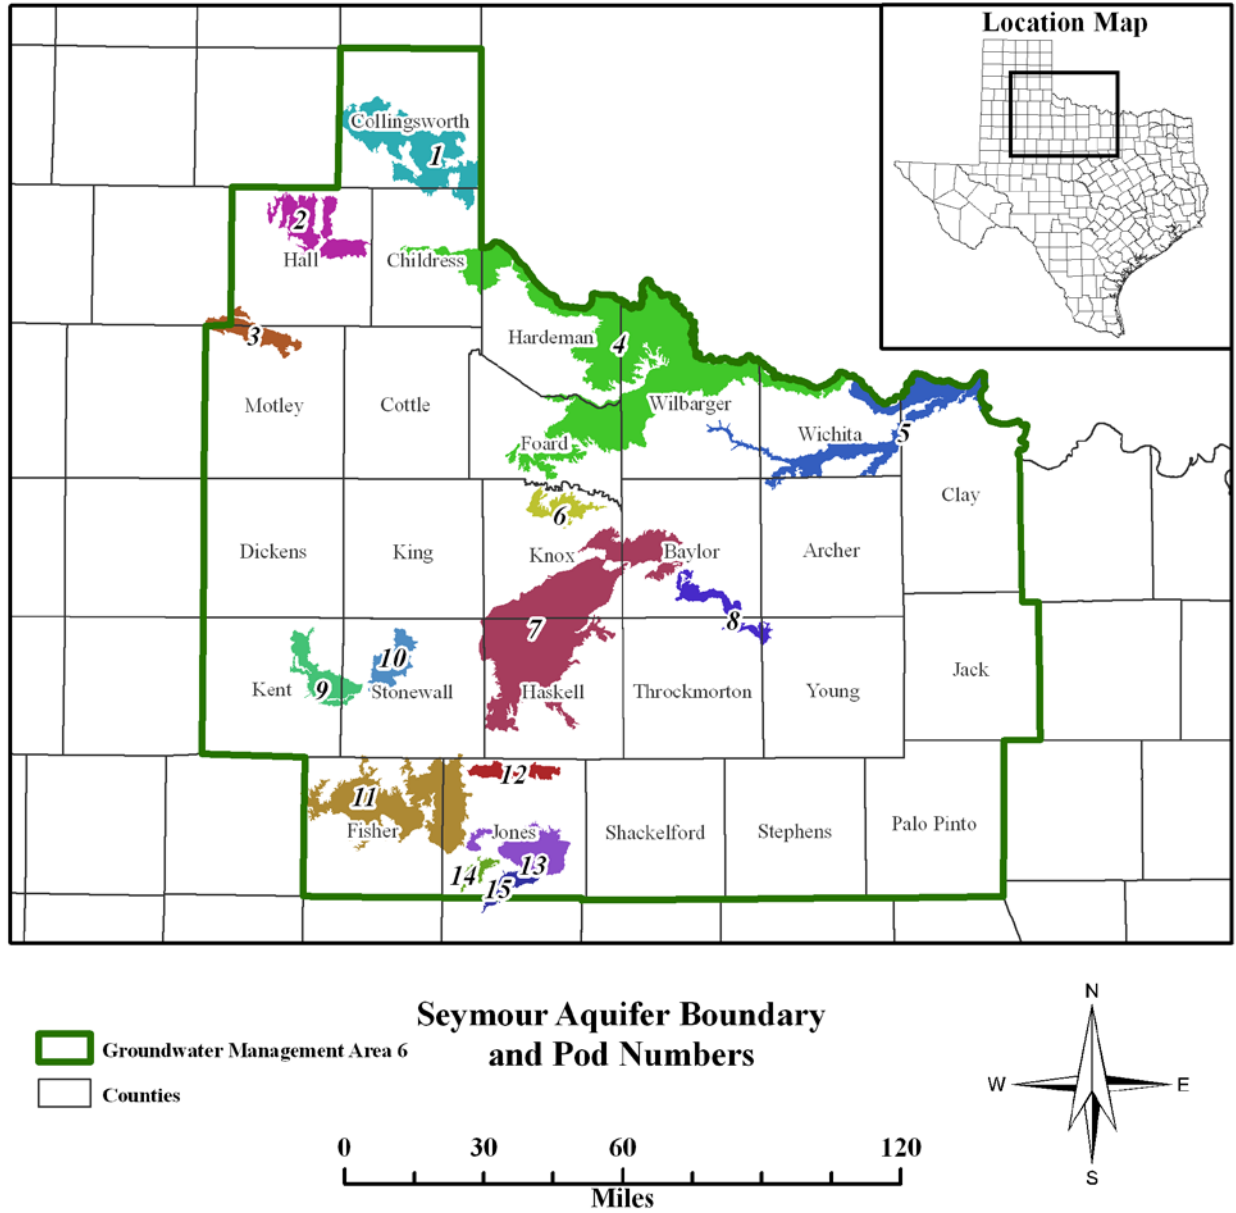 Location Map
Collingsworth
1
2
Hall
Childress
3
Hardeman
4
Motley
Cottle
Wilbarger
Foard
Wichita
5
Clay
6
Dickens
King
Knox
Baylor
Archer
7
8
Kent
9
10
Stonewall
Haskell
Throckmorton
Young
Jack
11
12
Fisher
Jones
Shackelford
Stephens
Palo Pinto
13
14
15
Seymour Aquifer Boundary
and Pod Numbers
Groundwater Management Area 6
Counties
N
W
E
S
0 30 60 120
Miles